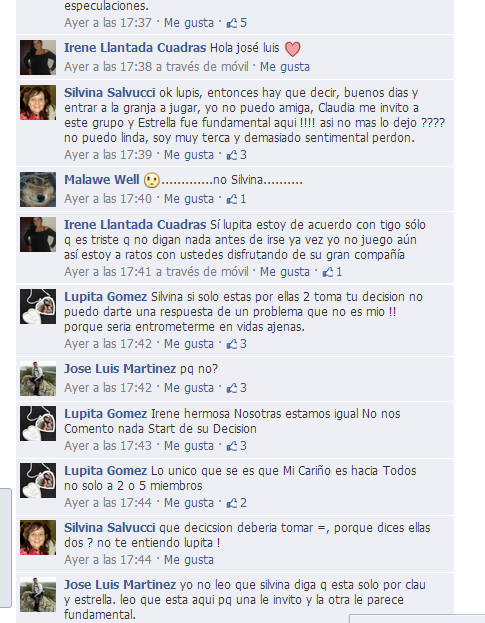 especulaciones.
Ayer a las 17:37 · Me gusta · 5
Irene Llantada Cuadras Hola josé luis
Ayer a las 17:38 a través de móvil · Me gusta
Silvina Salvucci ok lupis, entonces hay que decir, buenos dias y
entrar a la granja a jugar, yo no puedo amiga, Claudia me invito a
este grupo y Estrella fue fundamental aqui !!!! asi no mas lo dejo ????
no puedo linda, soy muy terca y demasiado sentimental perdon.
Ayer a las 17:39 · Me gusta · 3
Malawe Well .............no Silvina..........
Ayer a las 17:40 · Me gusta · 1
Irene Llantada Cuadras Sí lupita estoy de acuerdo con tigo sólo
q es triste q no digan nada antes de irse ya vez yo no juego aún
así estoy a ratos con ustedes disfrutando de su gran compañía
Ayer a las 17:41 a través de móvil · Me gusta · 1
Lupita Gomez Silvina si solo estas por ellas 2 toma tu decision no
puedo darte una respuesta de un problema que no es mio !!
porque seria entrometerme en vidas ajenas.
Ayer a las 17:42 · Me gusta · 3
Jose Luis Martinez pq no?
Ayer a las 17:42 · Me gusta · 3
Lupita Gomez Irene hermosa Nosotras estamos igual No nos
Comento nada Start de su Decision
Ayer a las 17:43 · Me gusta · 3
Lupita Gomez Lo unico que se es que Mi Cariño es hacia Todos
no solo a 2 o 5 miembros
Ayer a las 17:44 · Me gusta · 2
Silvina Salvucci que decicsion deberia tomar =, porque dices ellas
dos ? no te entiendo lupita !
Ayer a las 17:44 · Me gusta
Jose Luis Martinez yo no leo que silvina diga q esta solo por clau
y estrella. leo que esta aqui pq una le invito y la otra le parece
fundamental.